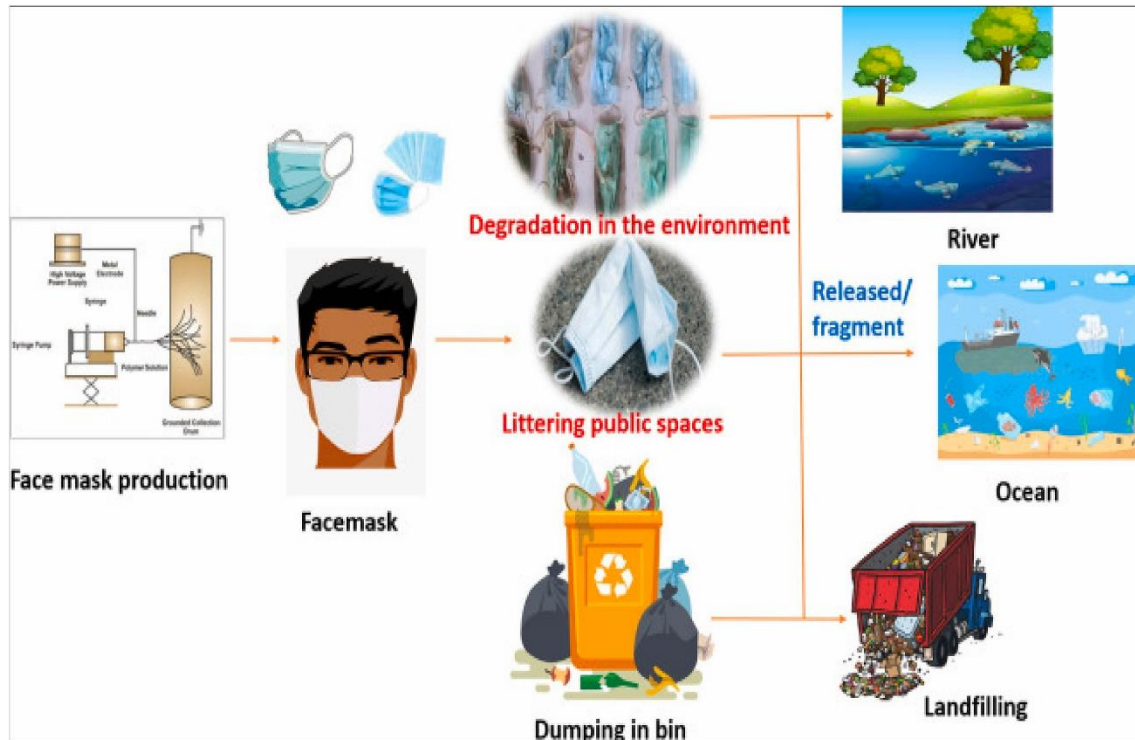 High Voltage
Power Supply
Metal
Electrode
Syringe
Needle
Syringe Pump
Polymer Solution
Grounded Collection
Drum
Face mask production
Facemask
Degradation in the environment
Littering public spaces
Dumping in bin
Released/
fragment
River
Ocean
Landfilling